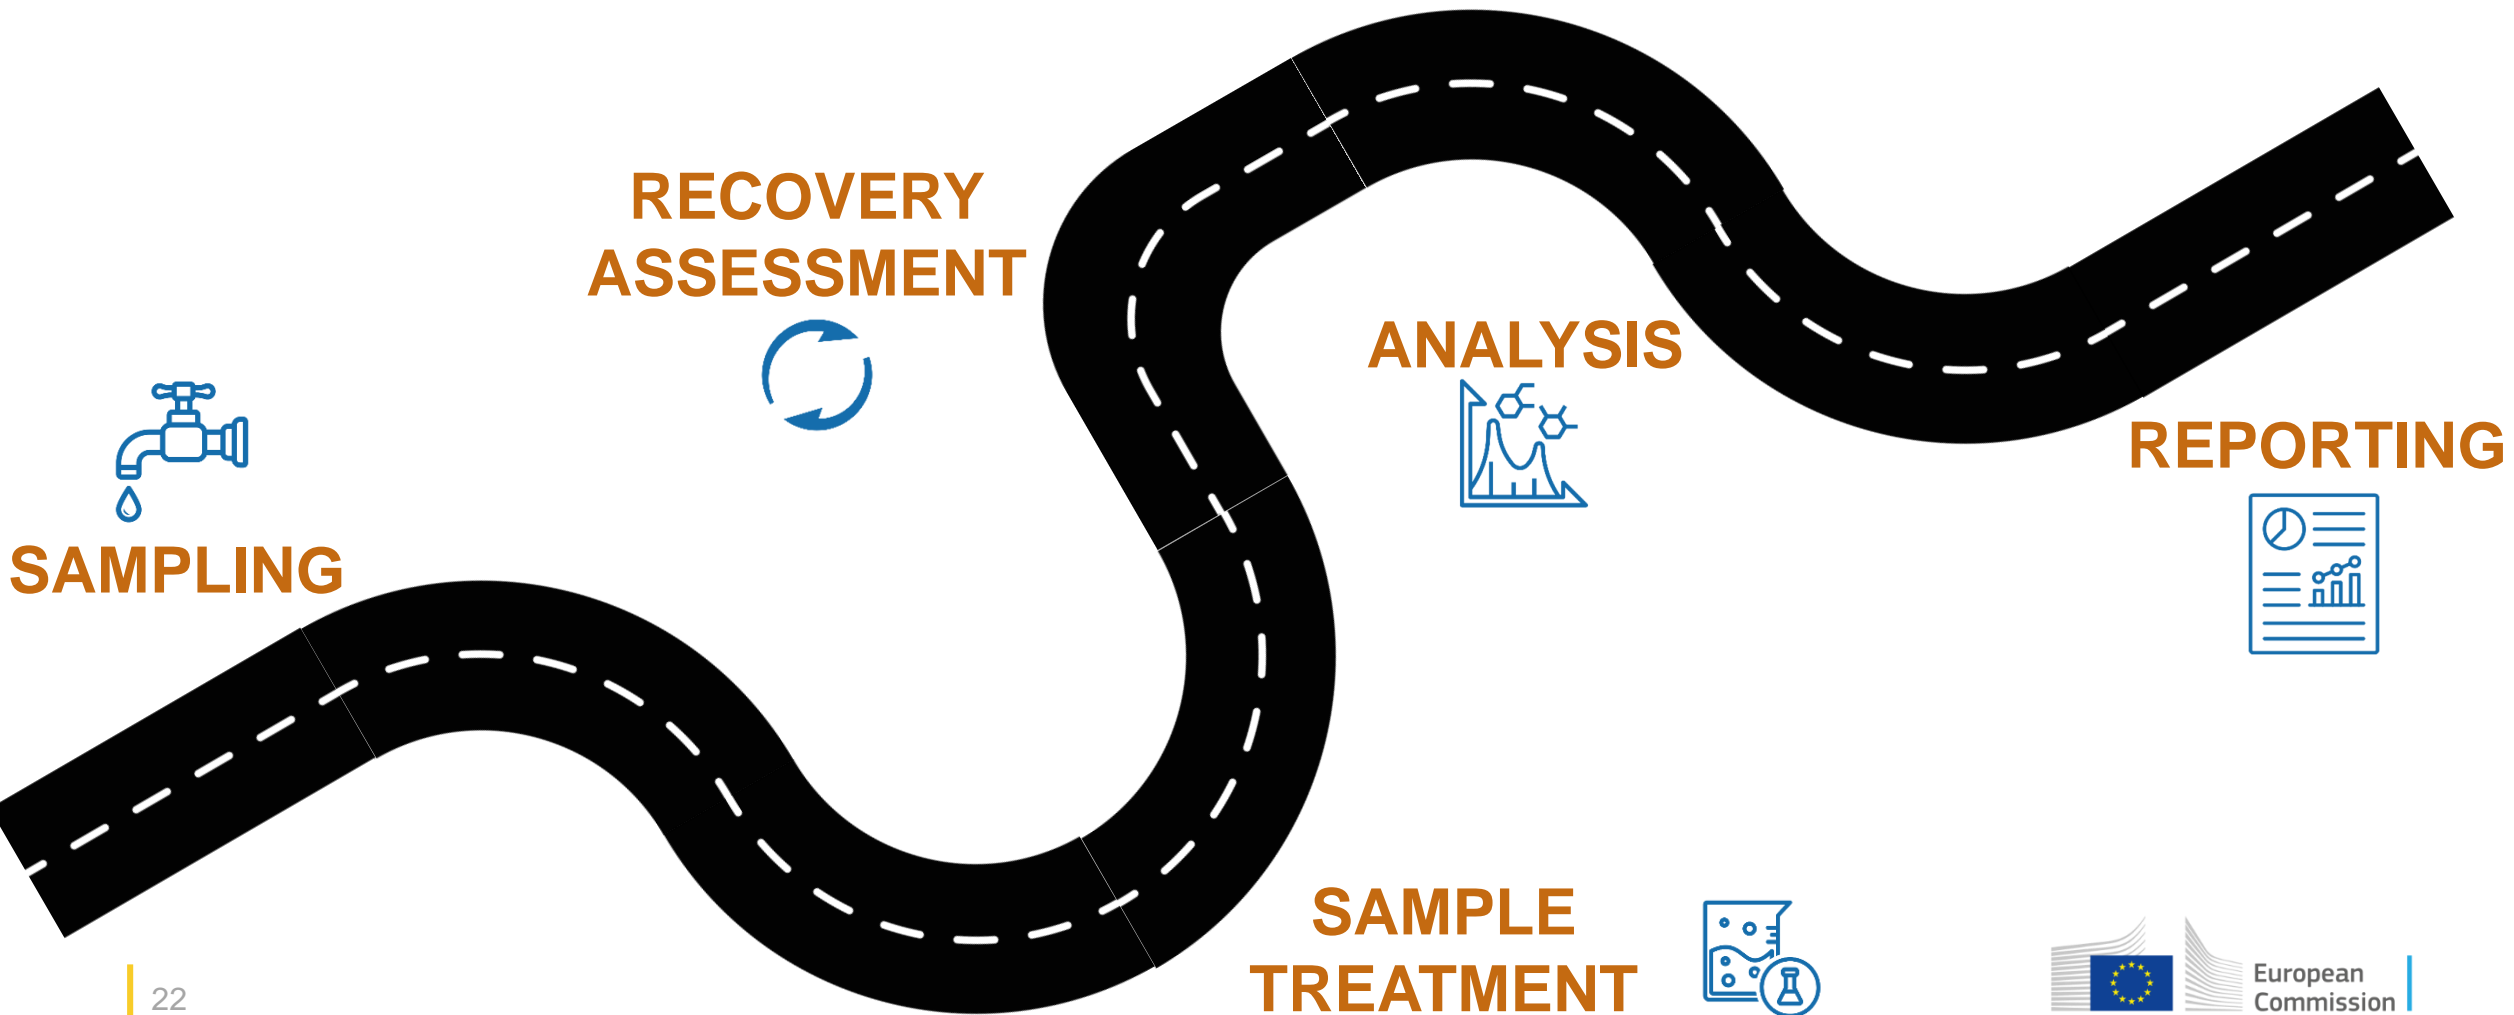 RECOVERY
ASSESSMENT
SAMPLING
ANALYSIS
REPORTING
SAMPLE
TREATMENT
22
European
Commission